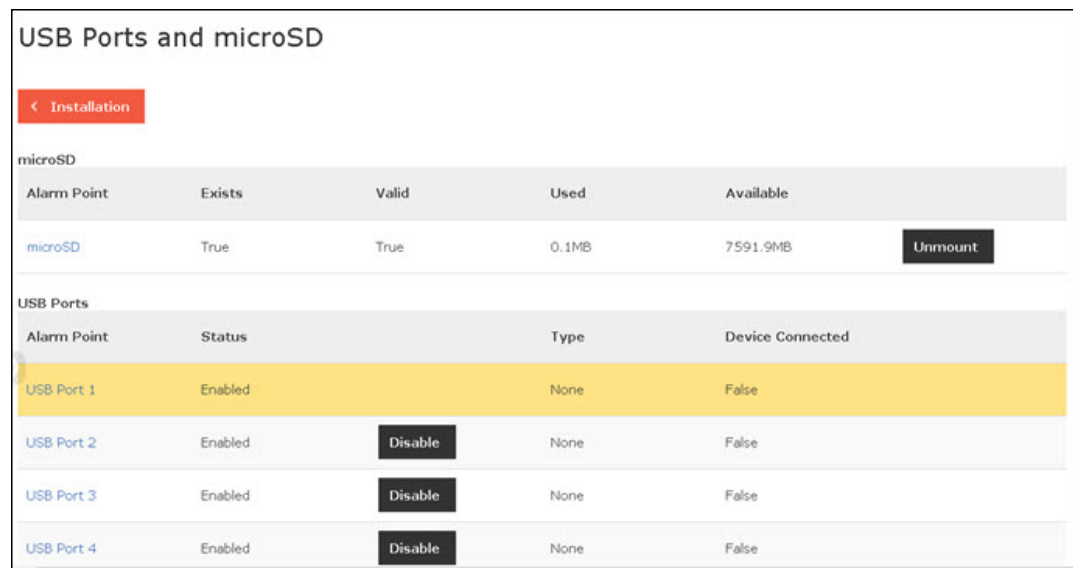 USB Ports and microSD
< Installation
microSD
Alarm Point Exists Valid Used Available
microSD True True 0.1MB 7591.9MB Unmount
USB Ports
Alarm Point Status Type Device Connected
USB Port 1 Enabled None False
USB Port 2 Enabled Disable None False
USB Port 3 Enabled Disable None False
USB Port 4 Enabled Disable None False